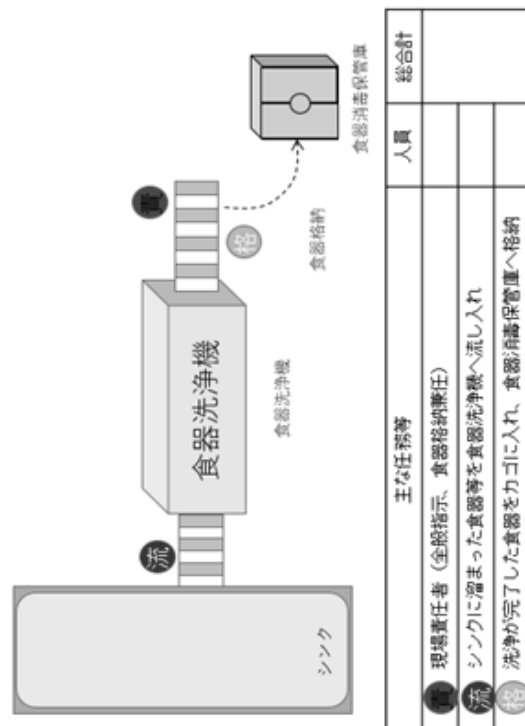 シンク
流
食器洗浄機
食器洗浄機
責
格
食器格納
食器消毒保管庫
主な任務等 人員 総合計
責 現場責任者（全般指示、食器格納兼任）
流 シンクに溜まった食器等を食器洗浄機へ流し入れ
格 洗浄が完了した食器をカゴに入れ、食器消毒保管庫へ格納